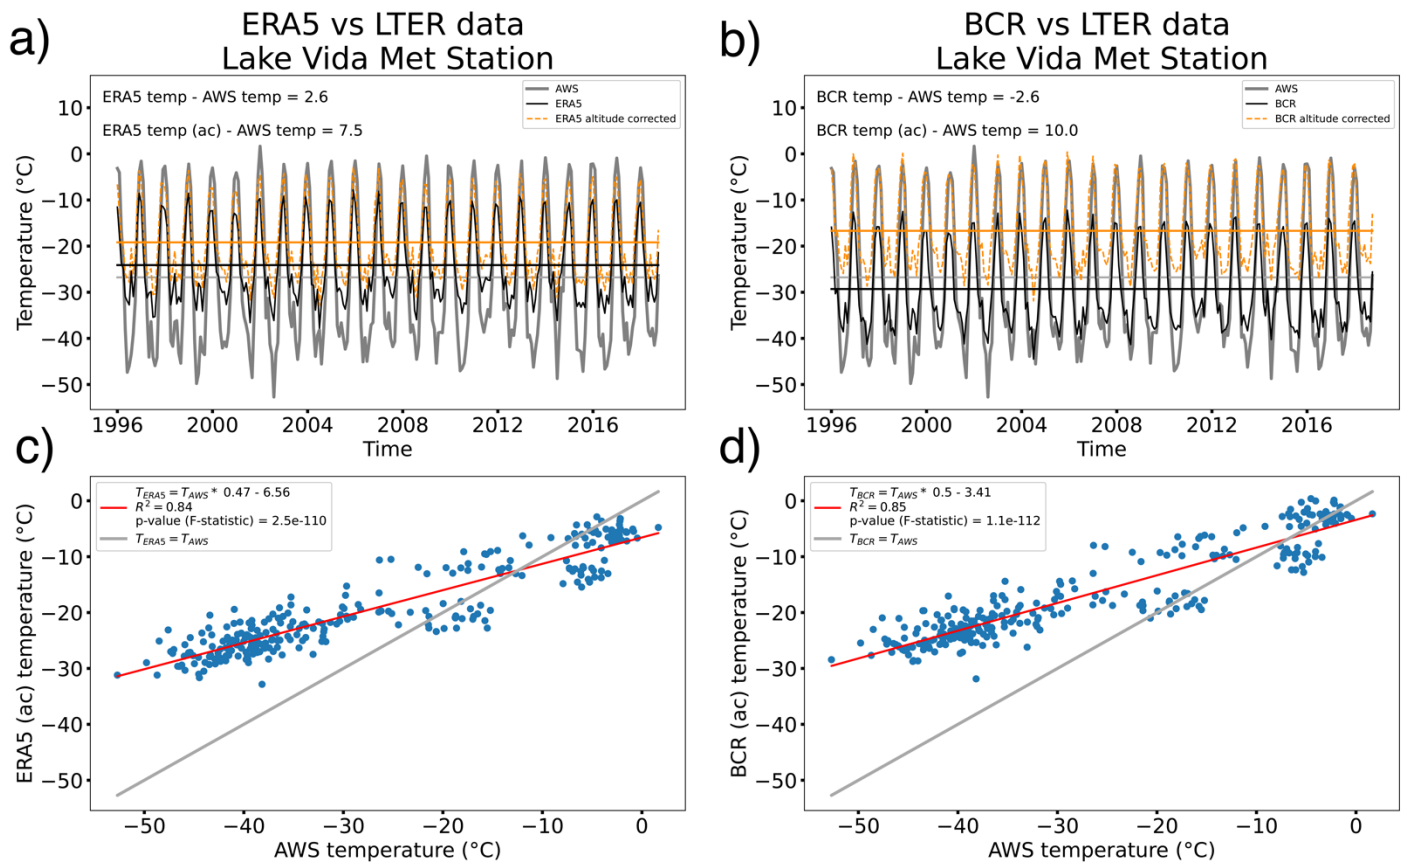 a)
ERA5 vs LTER data
Lake Vida Met Station
ERA5 temp - AWS temp = 2.6
ERA5 temp (ac) - AWS temp = 7.5
AWS
ERA5
ERA5 altitude corrected
10
0
−10
−20
−30
−40
−50
Temperature (°C)
1996 2000 2004 2008 2012 2016
Time
b)
BCR vs LTER data
Lake Vida Met Station
BCR temp - AWS temp = -2.6
BCR temp (ac) - AWS temp = 10.0
AWS
BCR
BCR altitude corrected
10
0
−10
−20
−30
−40
−50
Temperature (°C)
1996 2000 2004 2008 2012 2016
Time
c)
T_ERA5 = T_AWS * 0.47 - 6.56
R² = 0.84
p-value (F-statistic) = 2.5e-110
T_ERA5 = T_AWS
0
−10
−20
−30
−40
−50
ERA5 (ac) temperature (°C)
−50 −40 −30 −20 −10 0
AWS temperature (°C)
d)
T_BCR = T_AWS * 0.5 - 3.41
R² = 0.85
p-value (F-statistic) = 1.1e-112
T_BCR = T_AWS
0
−10
−20
−30
−40
−50
BCR (ac) temperature (°C)
−50 −40 −30 −20 −10 0
AWS temperature (°C)